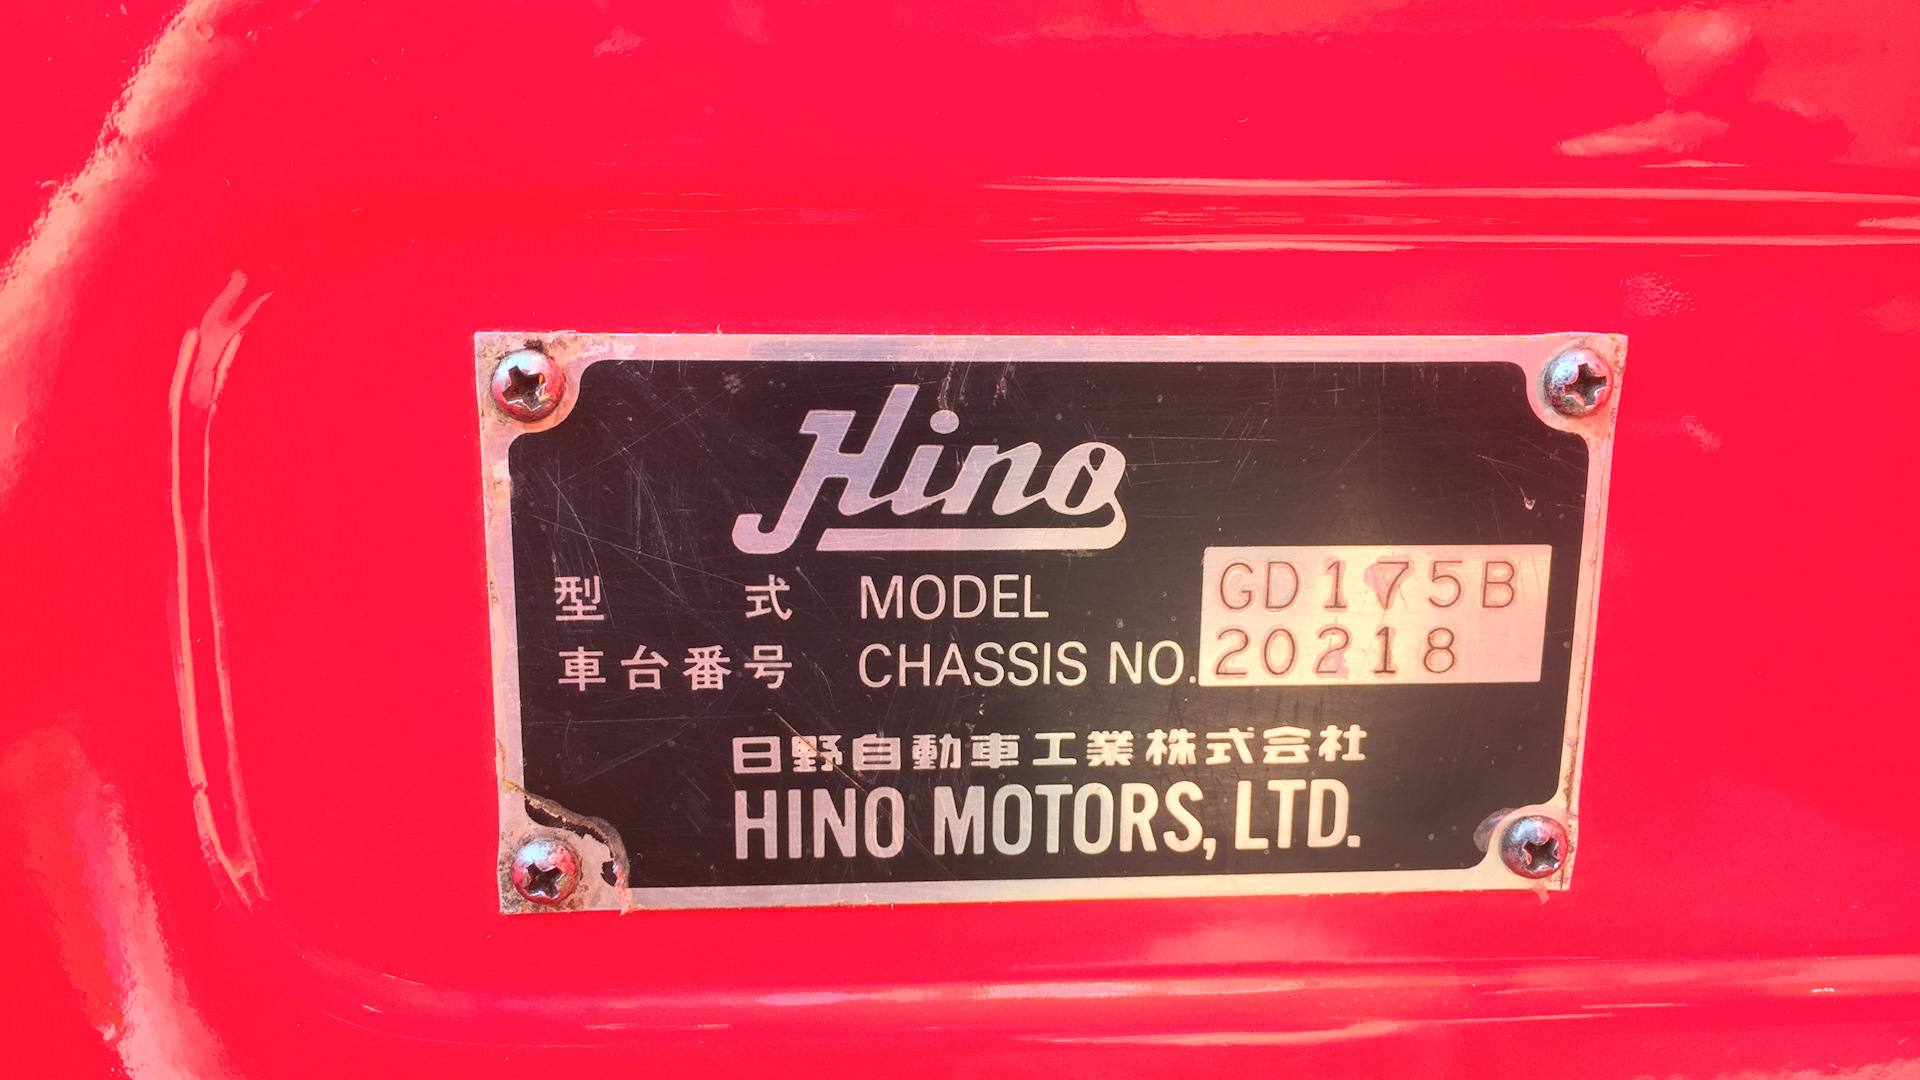 Hino
型式 MODEL GD175B
車台番号 CHASSIS NO. 20218
日野自動車工業株式会社
HINO MOTORS, LTD.